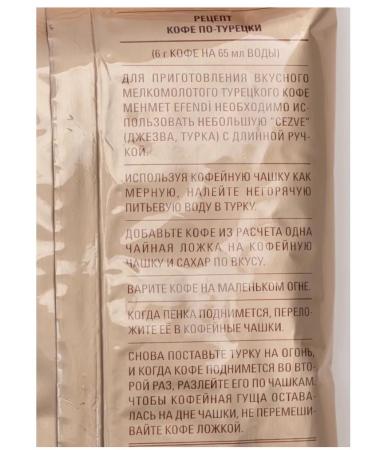 РЕЦЕПТ
КОФЕ ПО-ТУРЕЦКИ
(6 г КОФЕ НА 65 мл ВОДЫ)
ДЛЯ ПРИГОТОВЛЕНИЯ ВКУСНОГО
МЕЛКОМОЛОТОГО ТУРЕЦКОГО КОФЕ
МЕНМЕТ EFENDİ НЕОБХОДИМО ИС-
ПОЛЬЗОВАТЬ НЕБОЛЬШУЮ "CEZVE"
(ДЖЕЗВА, ТУРКА) С ДЛИННОЙ РУЧ-
КОЙ.
ИСПОЛЬЗУЯ КОФЕЙНУЮ ЧАШКУ КАК
МЕРНУЮ, НАЛЕЙТЕ НЕГОРЯЧУЮ
ПИТЬЕВУЮ ВОДУ В ТУРКУ.
ДОБАВЬТЕ КОФЕ ИЗ РАСЧЕТА ОДНА
ЧАЙНАЯ ЛОЖКА НА КОФЕЙНУЮ
ЧАШКУ И САХАР ПО ВКУСУ.
ВАРИТЕ КОФЕ НА МАЛЕНЬКОМ ОГНЕ.
КОГДА ПЕНКА ПОДНИМЕТСЯ, ПЕРЕЛО-
ЖИТЕ ЕЁ В КОФЕЙНЫЕ ЧАШКИ.
СНОВА ПОСТАВЬТЕ ТУРКУ НА ОГОНЬ,
И КОГДА КОФЕ ПОДНИМЕТСЯ ВО ВТО-
РОЙ РАЗ, РАЗЛЕЙТЕ ЕГО ПО ЧАШКАМ.
ЧТОБЫ КОФЕЙНАЯ ГУЩА ОСТАВА-
ЛАСЬ НА ДНЕ ЧАШКИ, НЕ ПЕРЕМЕШИ-
ВАЙТЕ КОФЕ ЛОЖКОЙ.